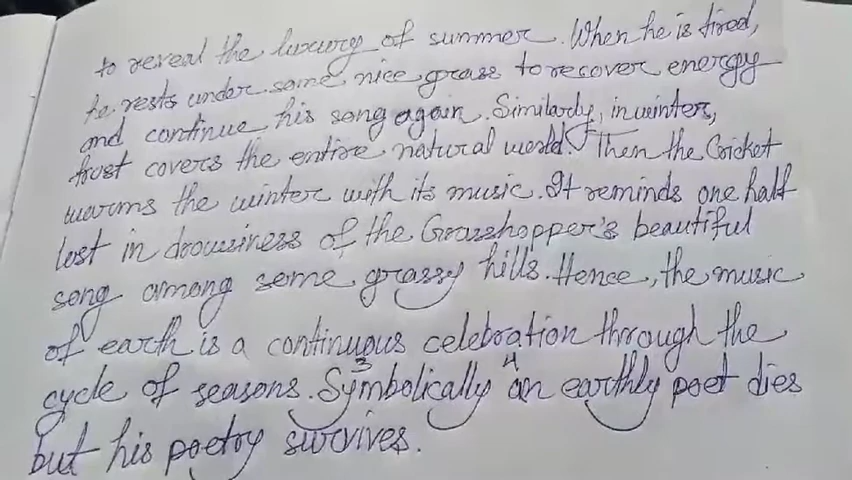 to reveal the luxury of summer. When he is tired,
he rests under some nice grass to recover energy
and continue his song again. Similarly, in winter,
frost covers the entire natural world. Then the Cricket
warms the winter with its music. It reminds one half
lost in drowsiness of the Grasshopper's beautiful
song among some grassy hills. Hence, the music
of earth is a continuous celebration through the
cycle of seasons. Symbolically an earthly poet dies
but his poetry survives.